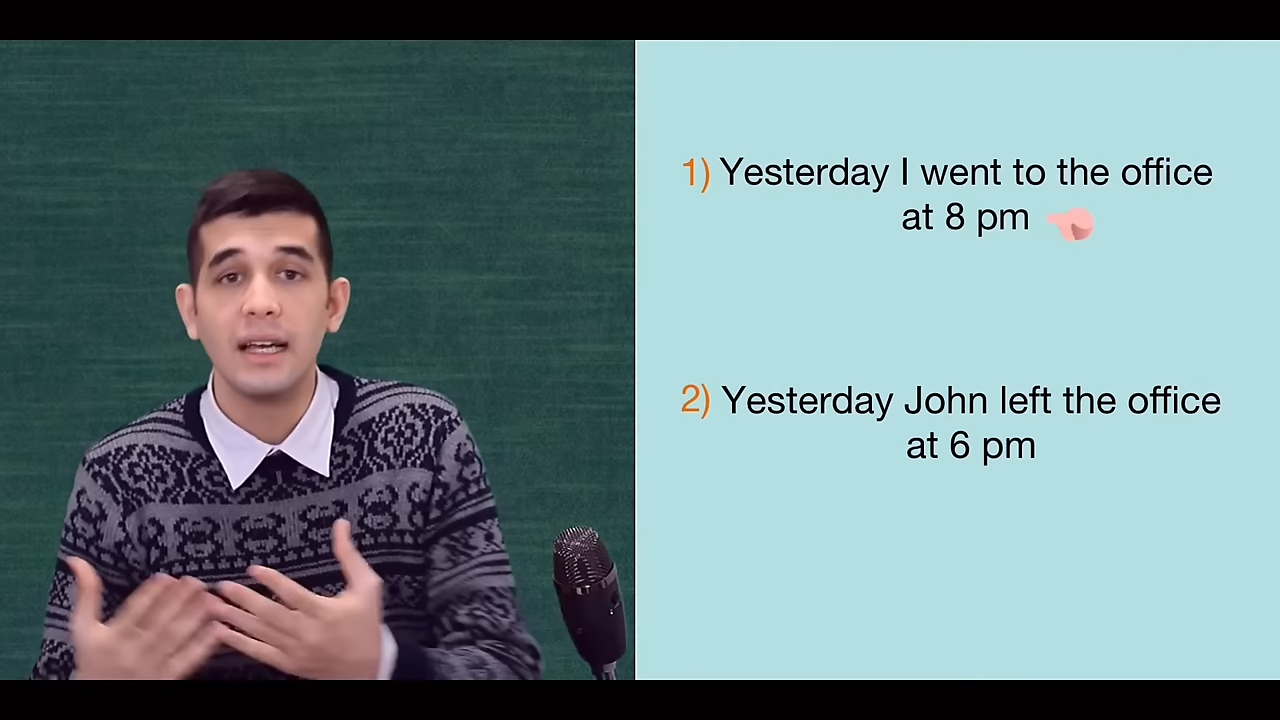 1) Yesterday I went to the office
at 8 pm
2) Yesterday John left the office
at 6 pm